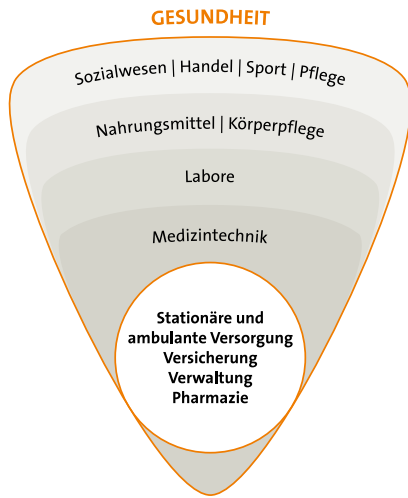 GESUNDHEIT
Sozialwesen | Handel | Sport | Pflege
Nahrungsmittel | Körperpflege
Labore
Medizintechnik
Stationäre und
ambulante Versorgung
Versicherung
Verwaltung
Pharmazie